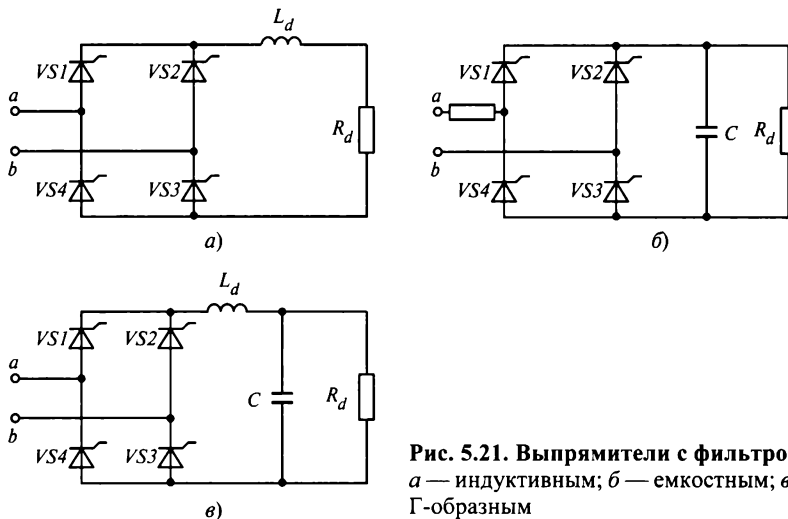 L_d
VS1
VS2
a
R_d
b
VS4
VS3
а)
VS1
VS2
a
C
R_d
b
VS4
VS3
б)
L_d
VS1
VS2
a
C
R_d
b
VS4
VS3
в)
Рис. 5.21. Выпрямители с фильтро
а — индуктивным; б — емкостным; в
Г-образным